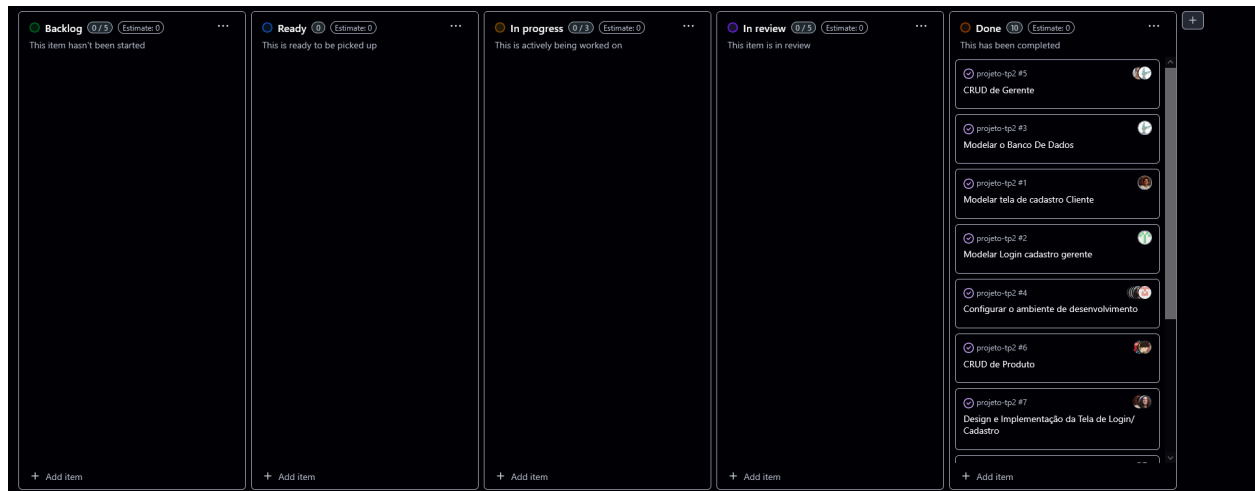 Backlog 0 / 5 Estimate: 0
This item hasn't been started
+ Add item
Ready 0 Estimate: 0
This is ready to be picked up
+ Add item
In progress 0 / 3 Estimate: 0
This is actively being worked on
+ Add item
In review 0 / 5 Estimate: 0
This item is in review
+ Add item
Done 10 Estimate: 0
This has been completed
projeto-tp2 #5
CRUD de Gerente
projeto-tp2 #3
Modelar o Banco De Dados
projeto-tp2 #1
Modelar tela de cadastro Cliente
projeto-tp2 #2
Modelar Login cadastro gerente
projeto-tp2 #4
Configurar o ambiente de desenvolvimento
projeto-tp2 #6
CRUD de Produto
projeto-tp2 #7
Design e Implementação da Tela de Login/
Cadastro
+ Add item